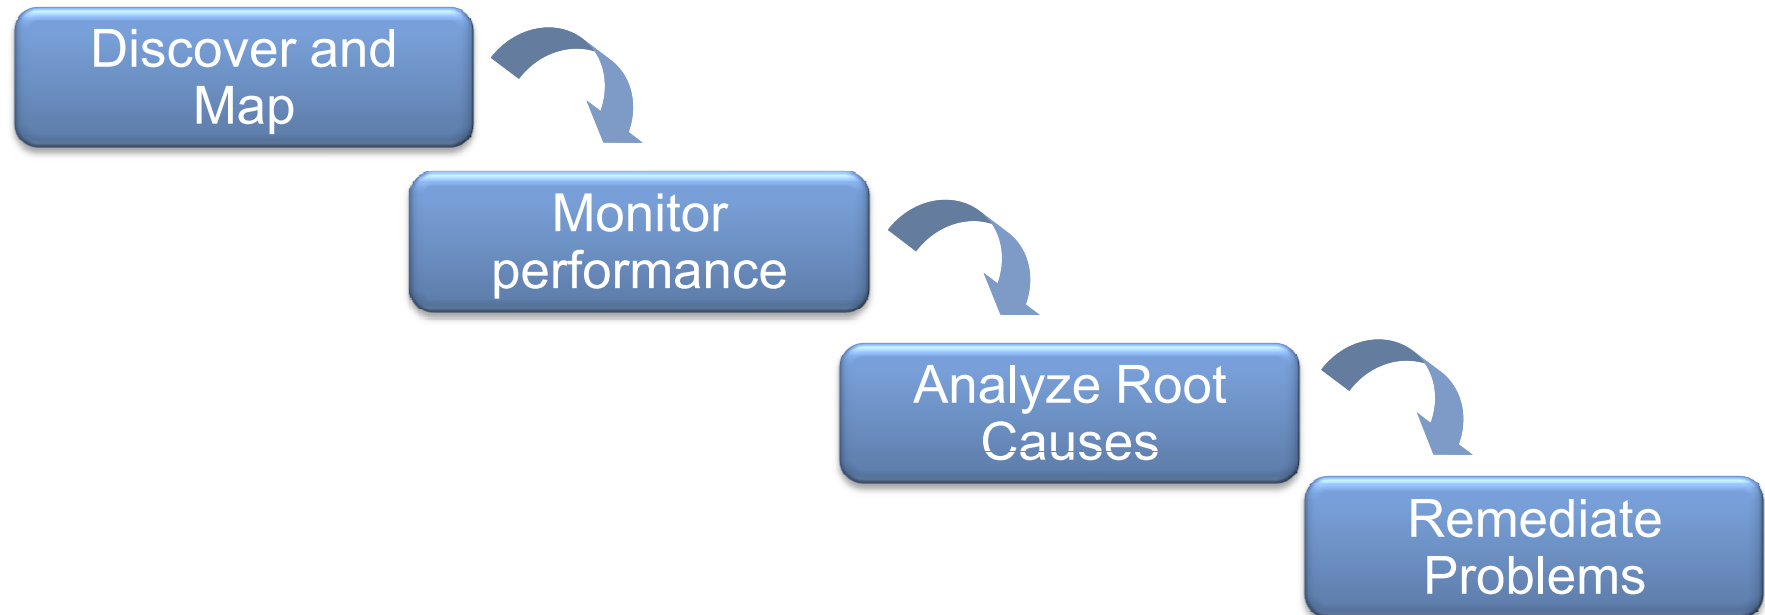 Discover and
Map
Monitor
performance
Analyze Root
Causes
Remediate
Problems